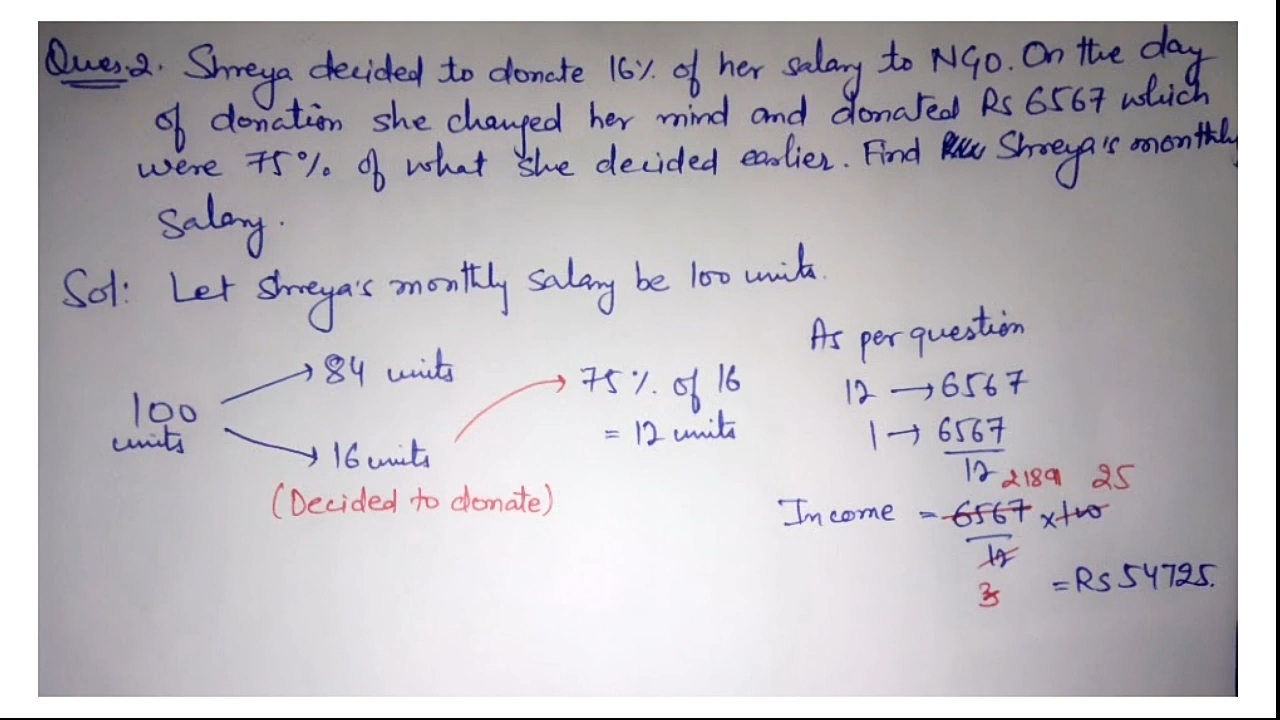 Ques.2. Shreya decided to donate 16% of her salary to NGO. On the day
of donation she changed her mind and donated Rs 6567 which
were 75% of what she decided earlier. Find Shreya's monthly
salary.
Sol: Let Shreya's monthly salary be 100 units.
As per question
84 units
75% of 16
12 → 6567
100
units
= 12 units
1 → 6567
16 units
12
(Decided to donate)
2189 25
Income = 6567 x 100
12
3
= Rs 54725.